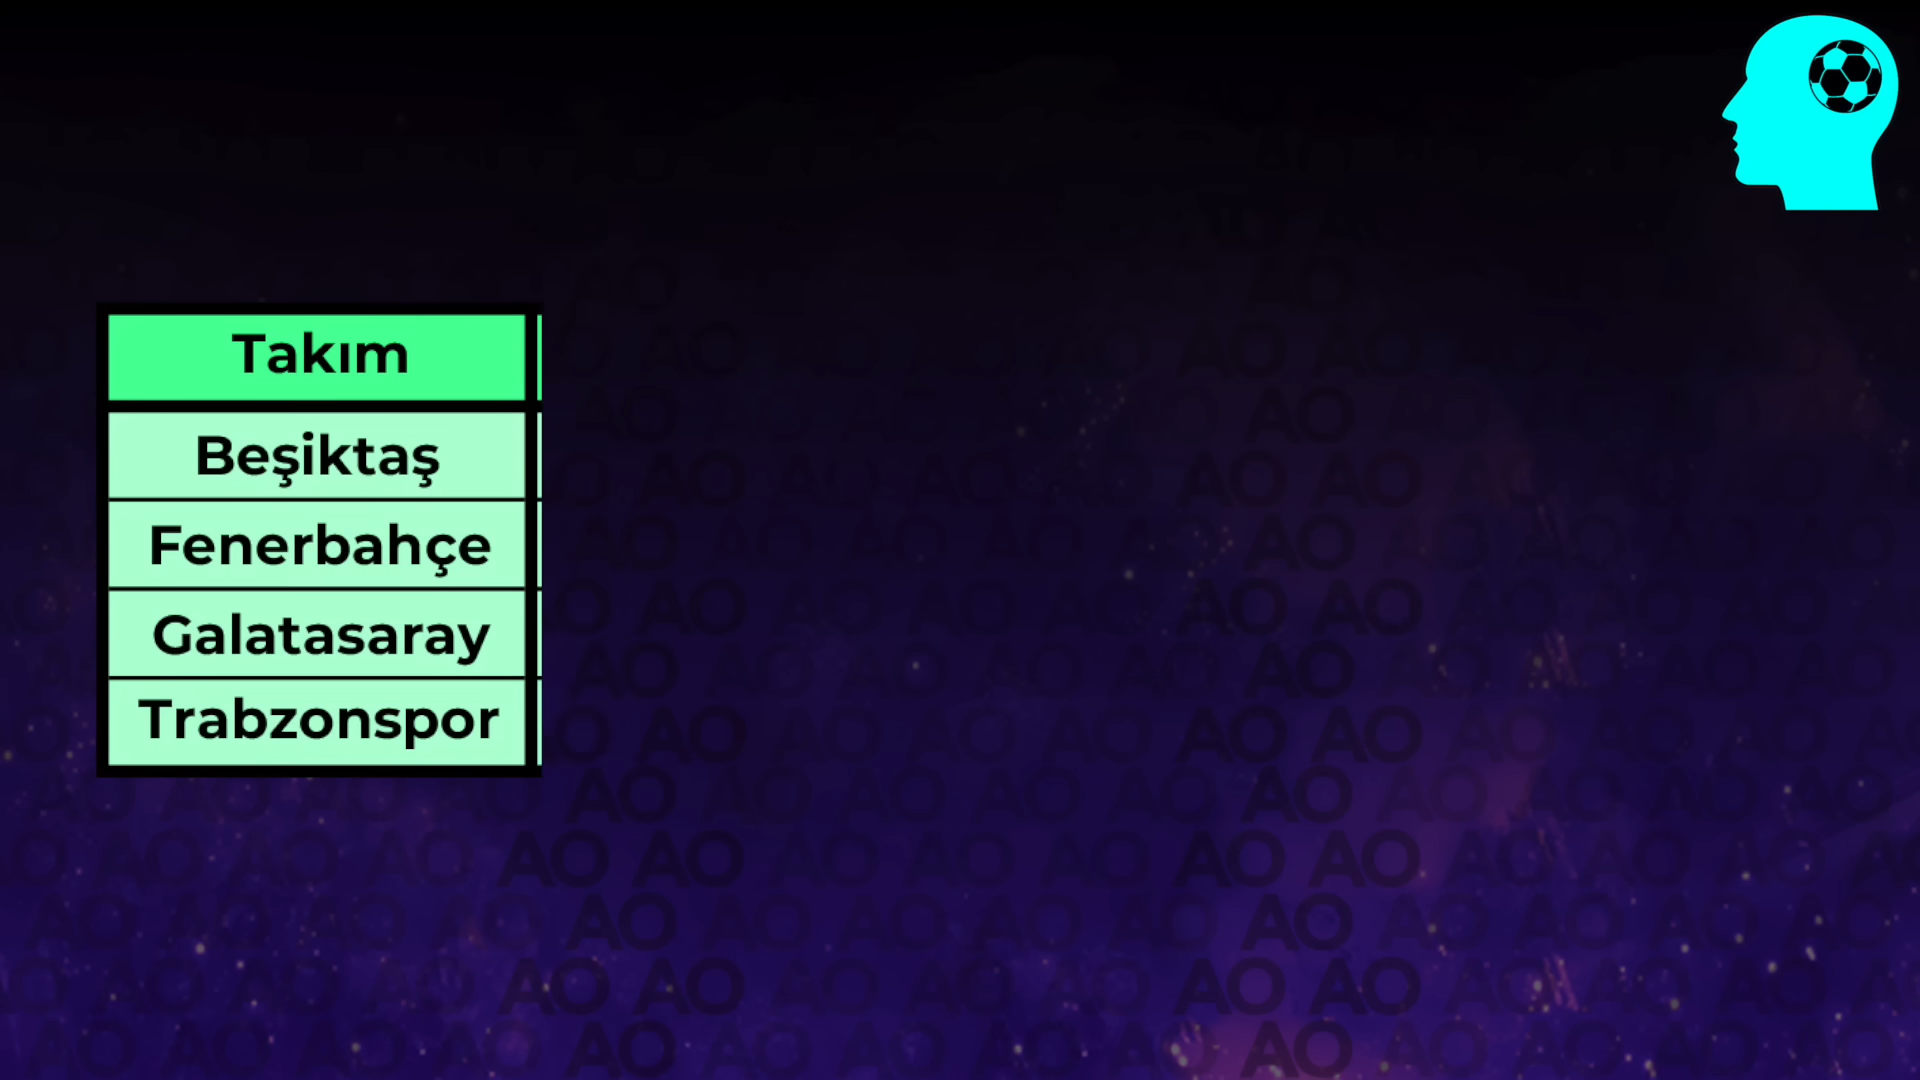 Takım
Beşiktaş
Fenerbahçe
Galatasaray
Trabzonspor